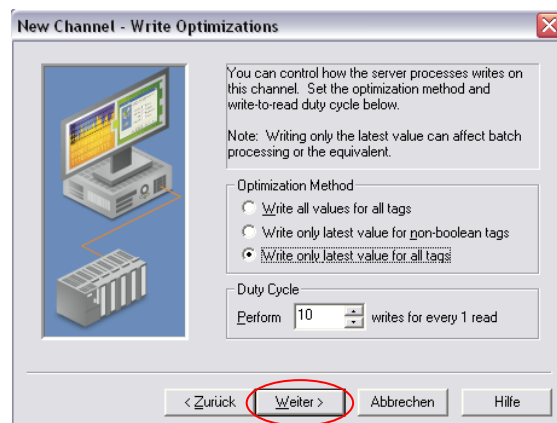 New Channel - Write Optimizations
You can control how the server processes writes on
this channel. Set the optimization method and
write-to-read duty cycle below.
Note: Writing only the latest value can affect batch
processing or the equivalent.
Optimization Method
Write all values for all tags
Write only latest value for non-boolean tags
Write only latest value for all tags
Duty Cycle
Perform 10 writes for every 1 read
< Zurück Weiter > Abbrechen Hilfe